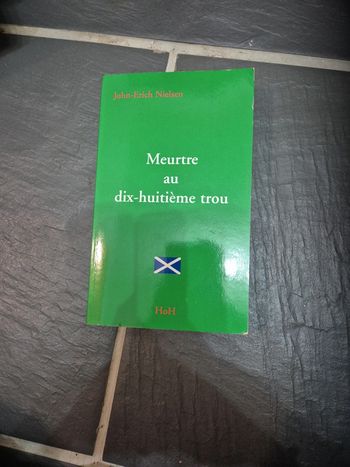 John-Erich Nielsen
Meurtre
au
dix-huitième trou
HoH